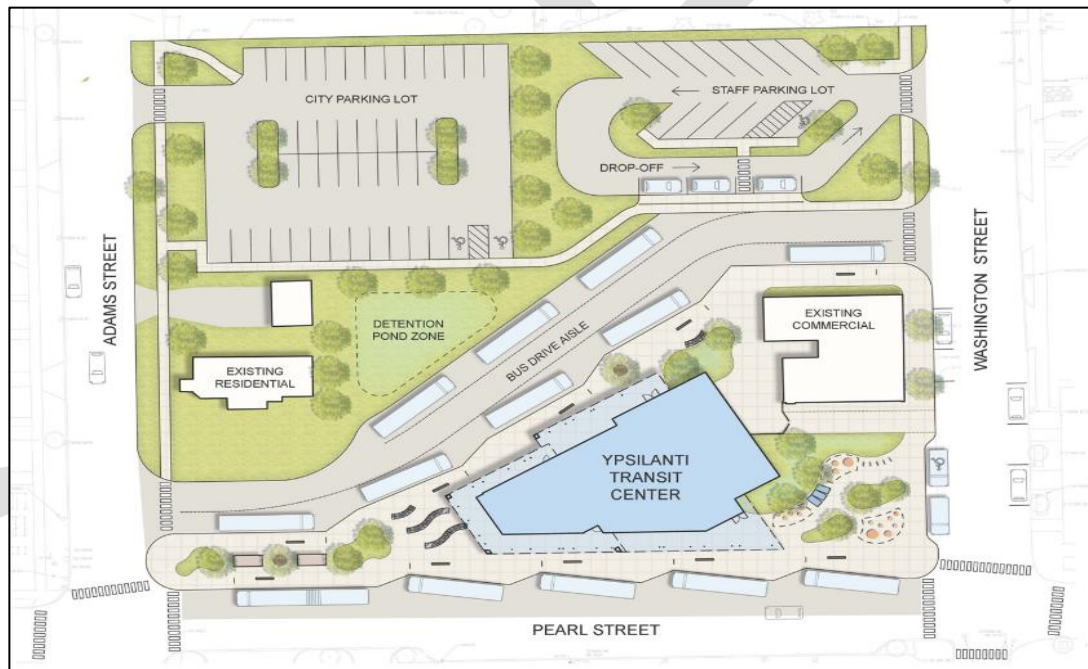 CITY PARKING LOT
STAFF PARKING LOT
DROP-OFF
ADAMS STREET
WASHINGTON STREET
DETENTION
POND ZONE
BUS DRIVE AISLE
EXISTING
COMMERCIAL
EXISTING
RESIDENTIAL
YPSILANTI
TRANSIT
CENTER
PEARL STREET